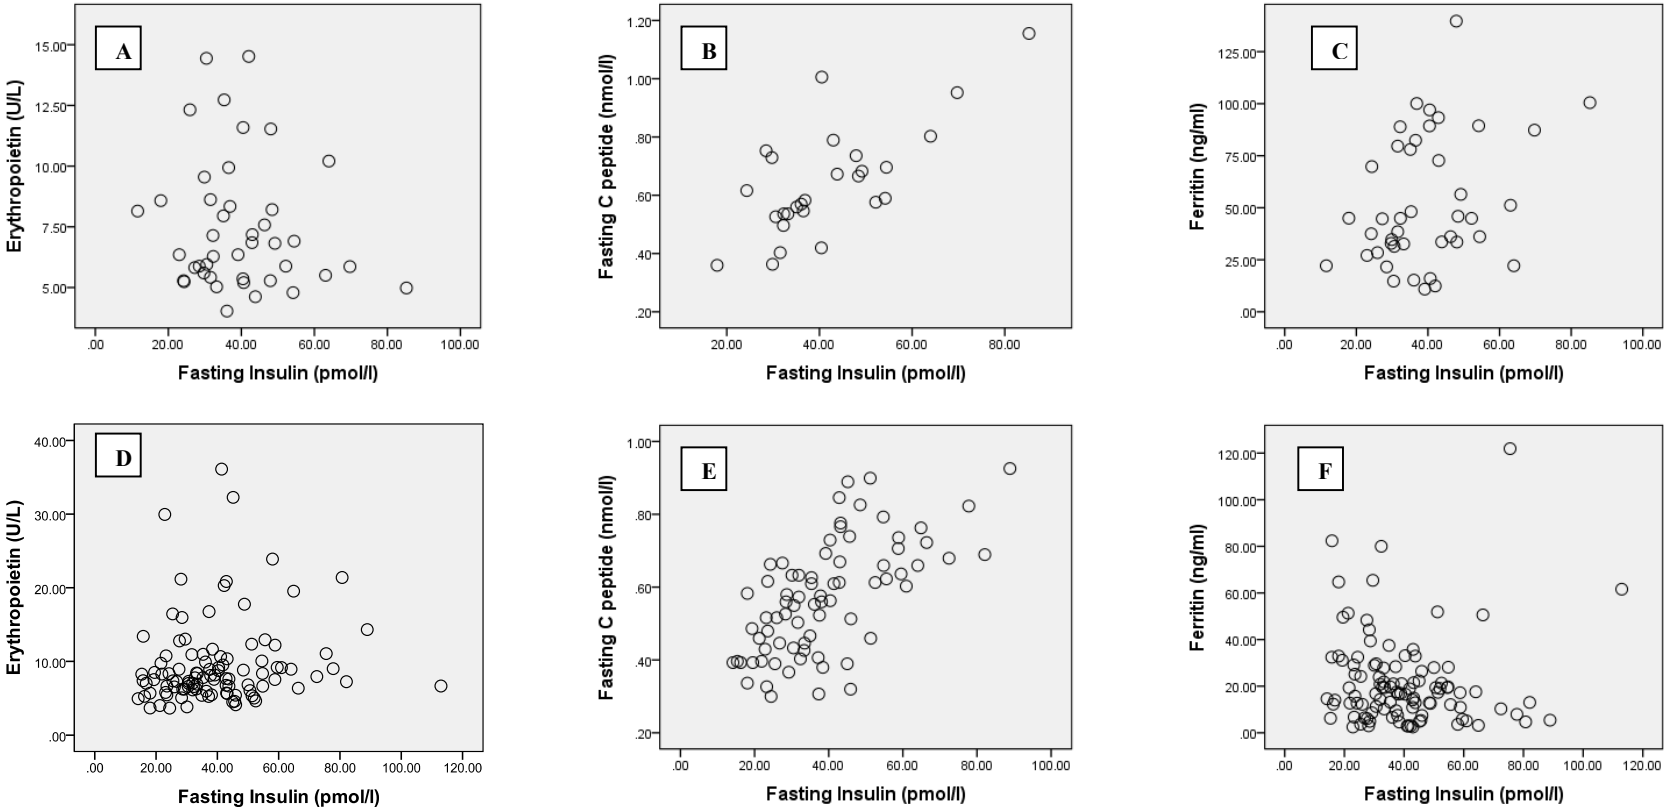 A
Erythropoietin (U/L)
15.00
12.50
10.00
7.50
5.00
.00 20.00 40.00 60.00 80.00 100.00
Fasting Insulin (pmol/l)
B
Fasting C peptide (nmol/l)
1.20
1.00
.80
.60
.40
.20
20.00 40.00 60.00 80.00
Fasting Insulin (pmol/l)
C
Ferritin (ng/ml)
125.00
100.00
75.00
50.00
25.00
.00
.00 20.00 40.00 60.00 80.00 100.00
Fasting Insulin (pmol/l)
D
Erythropoietin (U/L)
40.00
30.00
20.00
10.00
.00
.00 20.00 40.00 60.00 80.00 100.00 120.00
Fasting Insulin (pmol/l)
E
Fasting C peptide (nmol/l)
1.00
.80
.60
.40
.20
.00 20.00 40.00 60.00 80.00 100.00
Fasting Insulin (pmol/l)
F
Ferritin (ng/ml)
120.00
100.00
80.00
60.00
40.00
20.00
.00
.00 20.00 40.00 60.00 80.00 100.00 120.00
Fasting Insulin (pmol/l)